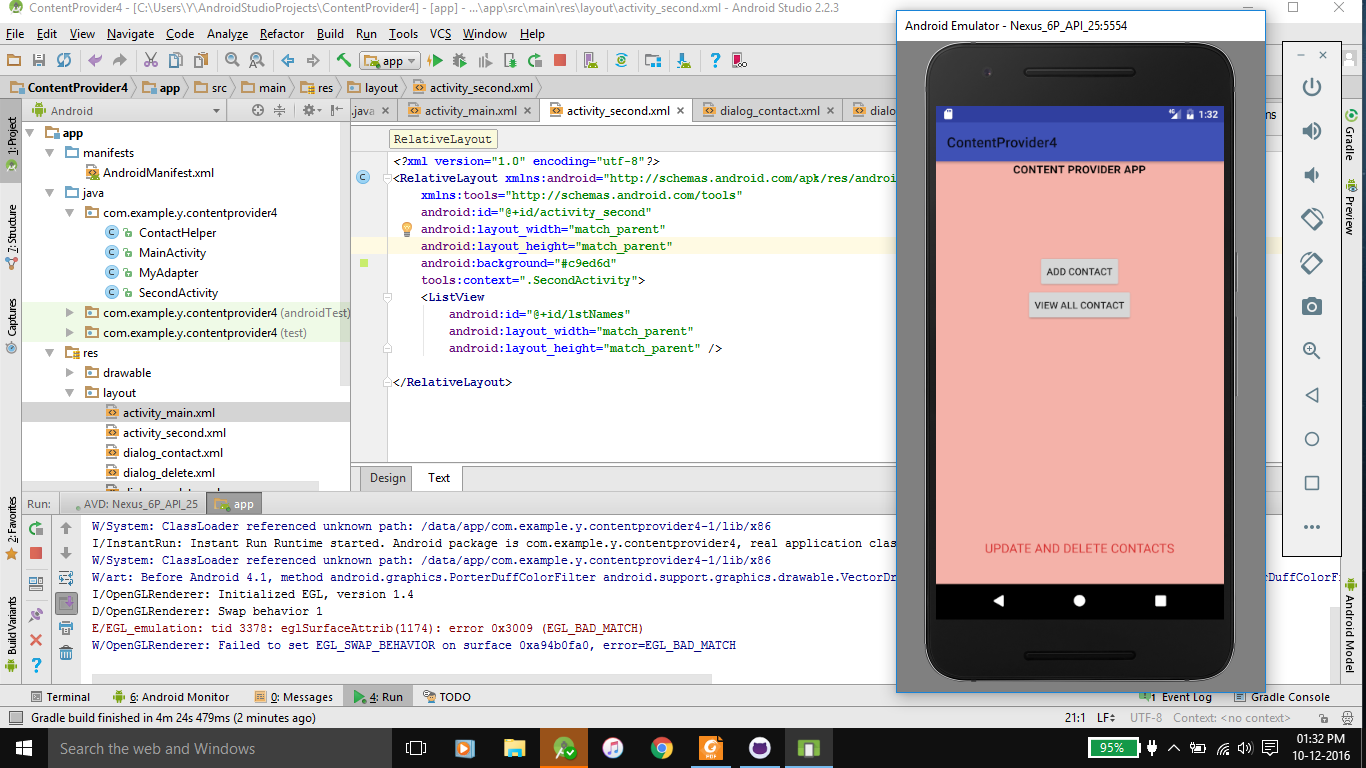 ContentProvider4 - [C:\Users\Y\AndroidStudioProjects\ContentProvider4] - [app] - ...\app\src\main\res\layout\activity_second.xml - Android Studio 2.2.3
File Edit View Navigate Code Analyze Refactor Build Run Tools VCS Window Help
app
ContentProvider4 app src main res layout activity_second.xml
Android
.java activity_main.xml activity_second.xml dialog_contact.xml
1: Project
7: Structure
Captures
2: Favorites
Build Variants
app
manifests
AndroidManifest.xml
java
com.example.y.contentprovider4
ContactHelper
MainActivity
MyAdapter
SecondActivity
com.example.y.contentprovider4 (androidTest)
com.example.y.contentprovider4 (test)
res
drawable
layout
activity_main.xml
activity_second.xml
dialog_contact.xml
dialog_delete.xml
RelativeLayout
<?xml version="1.0" encoding="utf-8"?>
<RelativeLayout xmlns:android="http://schemas.android.com/apk/res/androi
xmlns:tools="http://schemas.android.com/tools"
android:id="@+id/activity_second"
android:layout_width="match_parent"
android:layout_height="match_parent"
android:background="#c9ed6d"
tools:context=".SecondActivity">
<ListView
android:id="@+id/lstNames"
android:layout_width="match_parent"
android:layout_height="match_parent" />
</RelativeLayout>
Design Text
Run: AVD: Nexus_6P_API_25 app
W/System: ClassLoader referenced unknown path: /data/app/com.example.y.contentprovider4-1/lib/x86
I/InstantRun: Instant Run Runtime started. Android package is com.example.y.contentprovider4, real application clas
W/System: ClassLoader referenced unknown path: /data/app/com.example.y.contentprovider4-1/lib/x86
W/art: Before Android 4.1, method android.graphics.PorterDuffColorFilter android.support.graphics.drawable.VectorDr
I/OpenGLRenderer: Initialized EGL, version 1.4
D/OpenGLRenderer: Swap behavior 1
E/EGL_emulation: tid 3378: eglSurfaceAttrib(1174): error 0x3009 (EGL_BAD_MATCH)
W/OpenGLRenderer: Failed to set EGL_SWAP_BEHAVIOR on surface 0xa94b0fa0, error=EGL_BAD_MATCH
Android Emulator - Nexus_6P_API_25:5554
1:32
ContentProvider4
CONTENT PROVIDER APP
ADD CONTACT
VIEW ALL CONTACT
UPDATE AND DELETE CONTACTS
Gradle
Preview
Android Model
Terminal 6: Android Monitor 0: Messages 4: Run TODO 1 Event Log Gradle Console
Gradle build finished in 4m 24s 479ms (2 minutes ago) 21:1 LF UTF-8 Context: <no context>
Search the web and Windows
95%
01:32 PM
10-12-2016